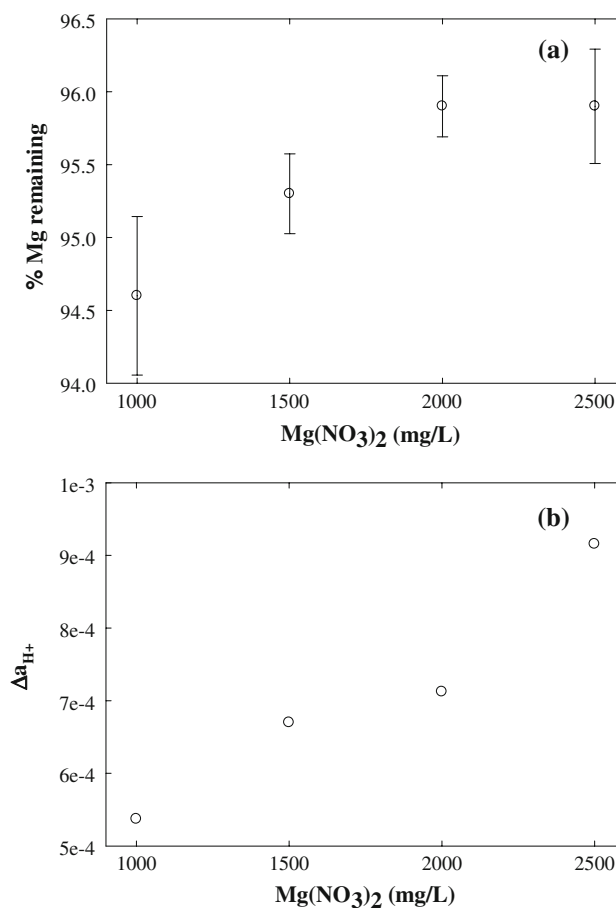 96.5
(a)
96.0
95.5
95.0
94.5
94.0
% Mg remaining
1000 1500 2000 2500
Mg(NO3)2 (mg/L)
1e-3
(b)
9e-4
8e-4
7e-4
6e-4
5e-4
ΔaH+
1000 1500 2000 2500
Mg(NO3)2 (mg/L)